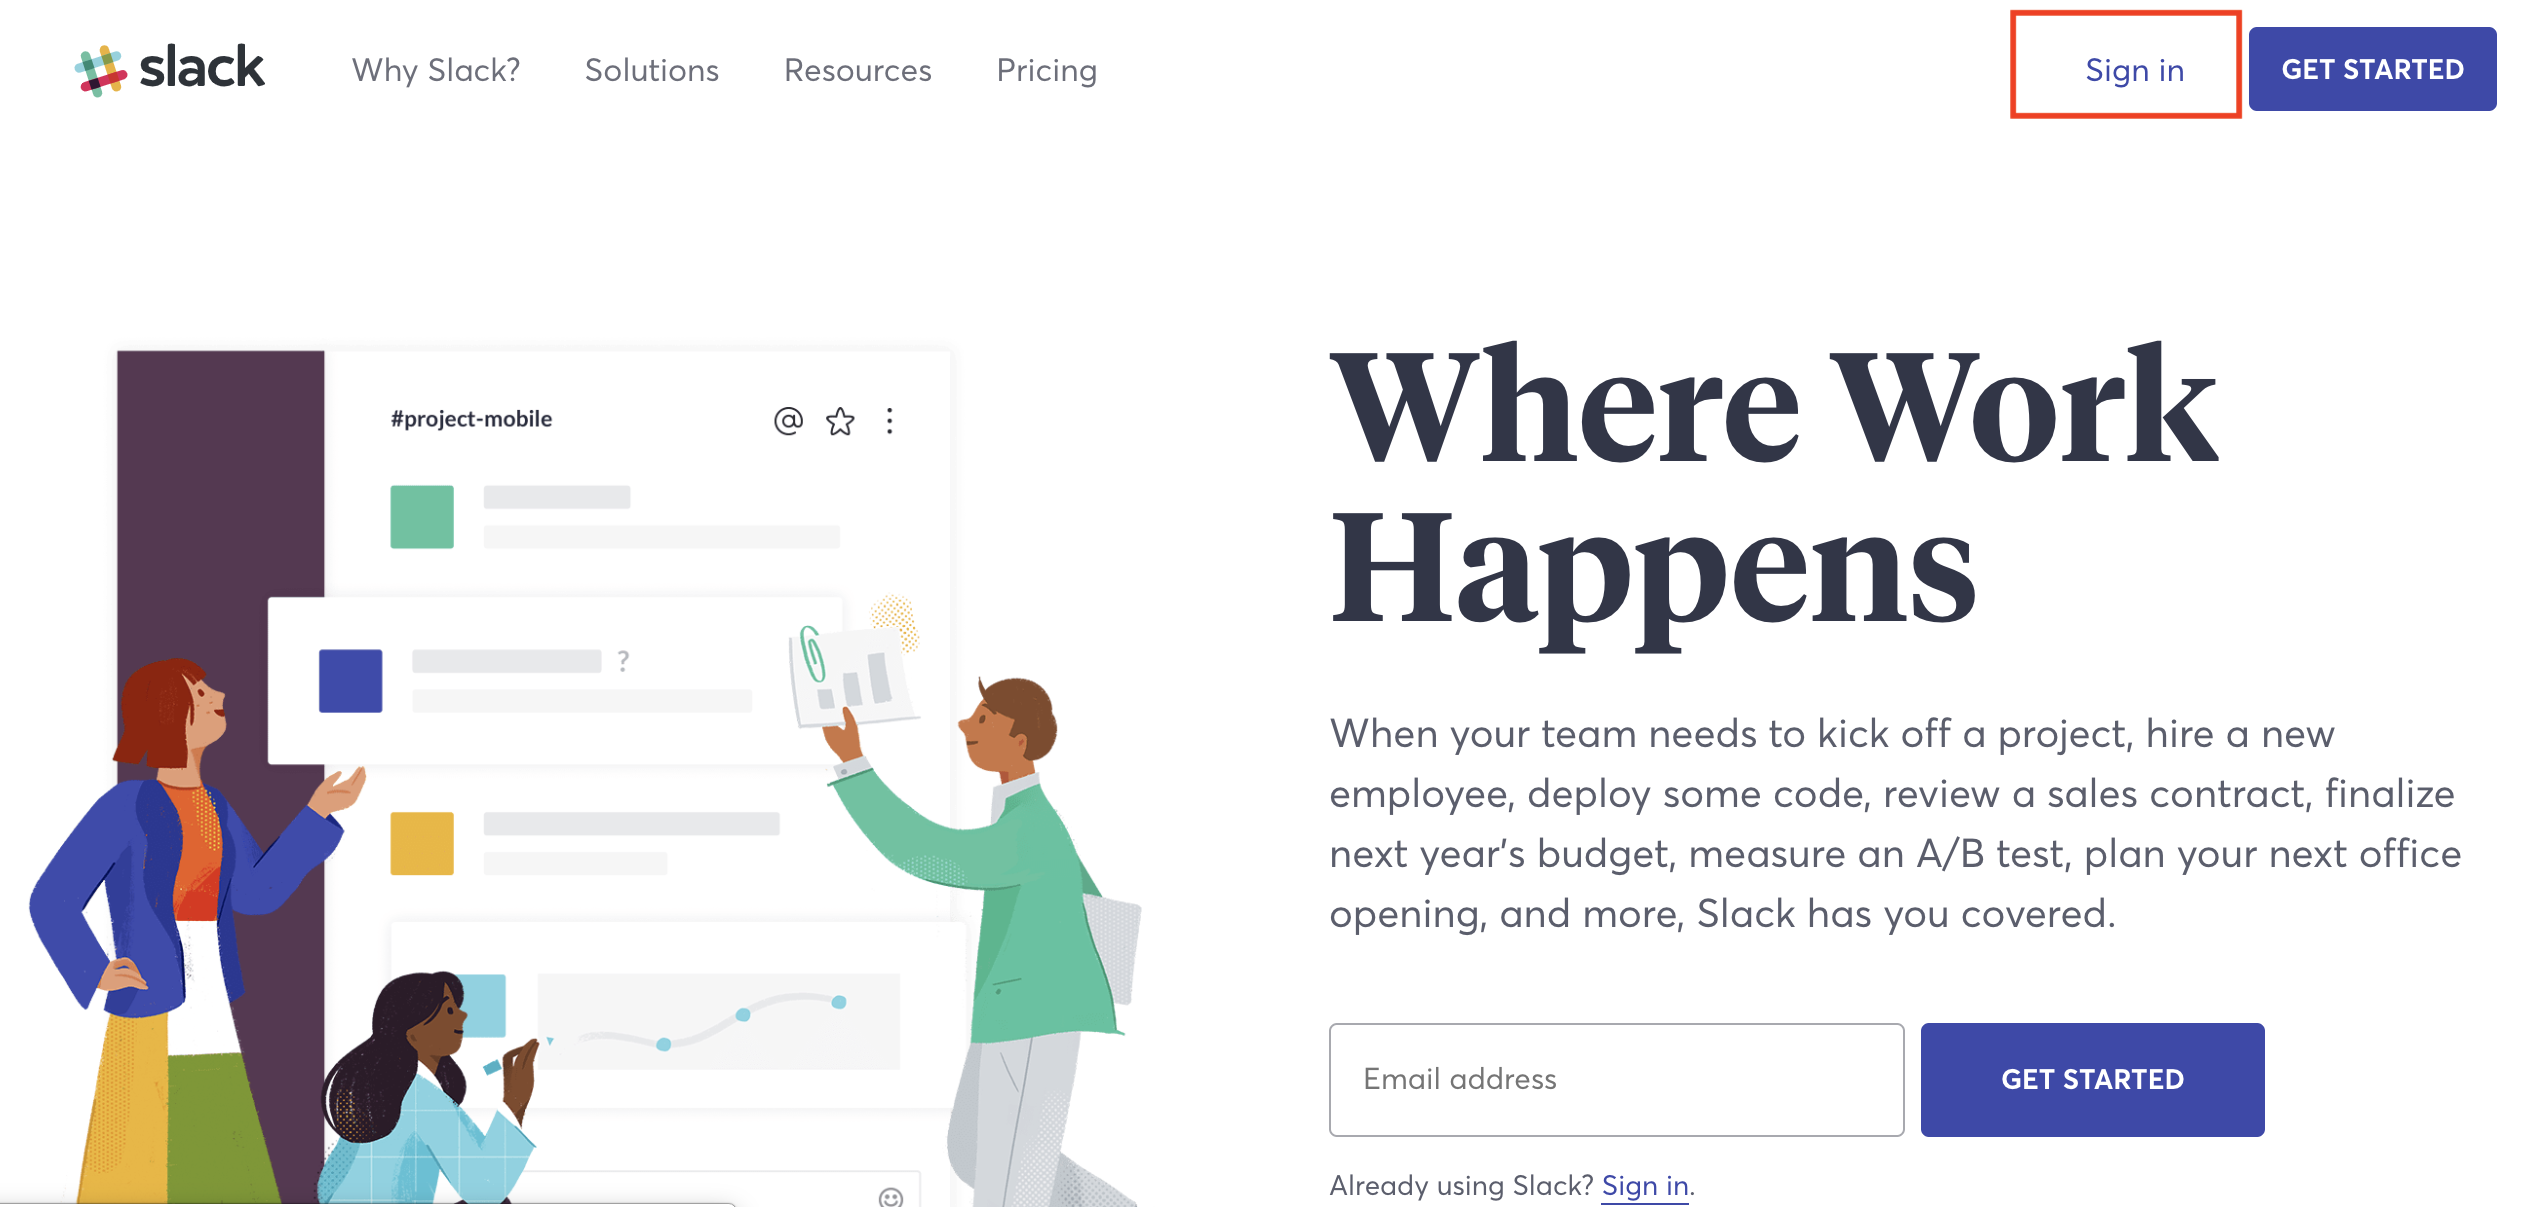 slack Why Slack? Solutions Resources Pricing Sign in GET STARTED
#project-mobile
?
Where Work
Happens
When your team needs to kick off a project, hire a new
employee, deploy some code, review a sales contract, finalize
next year's budget, measure an A/B test, plan your next office
opening, and more, Slack has you covered.
Email address GET STARTED
Already using Slack? Sign in.